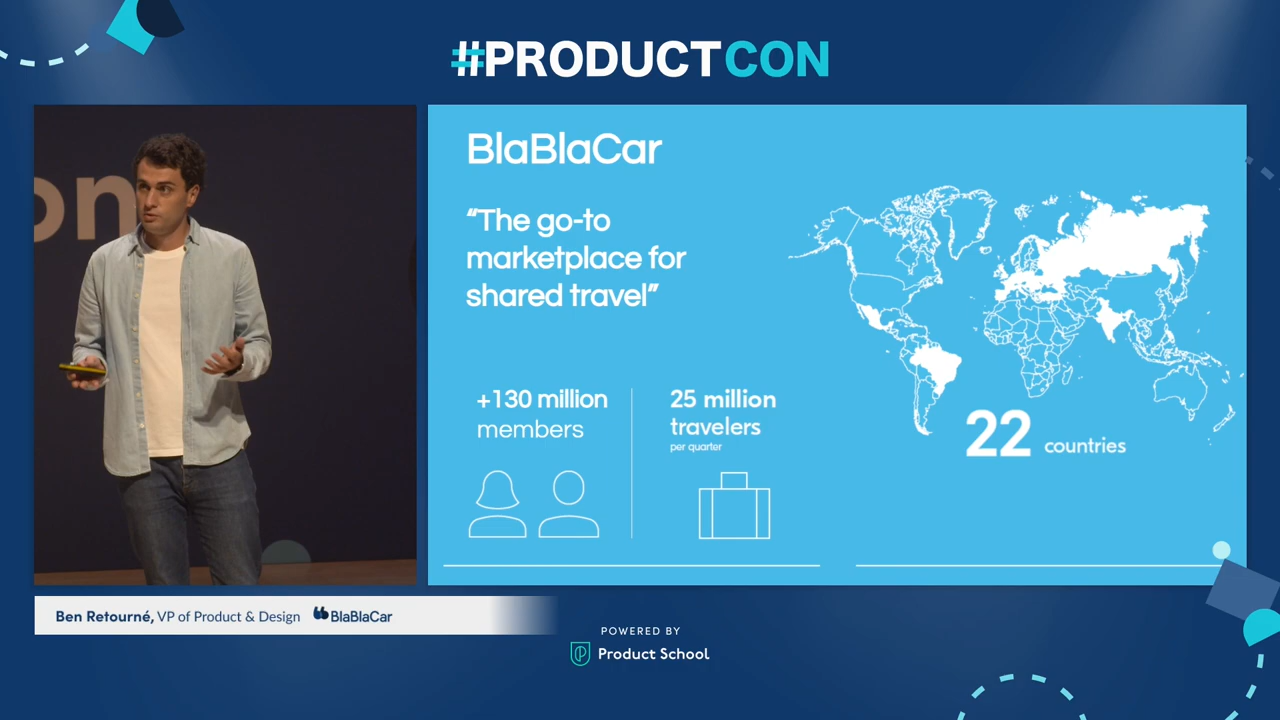 #PRODUCTCON
on
BlaBlaCar
“The go-to
marketplace for
shared travel”
+130 million
members
25 million
travelers
per quarter
22 countries
Ben Retourné, VP of Product & Design BlaBlaCar
POWERED BY
Product School